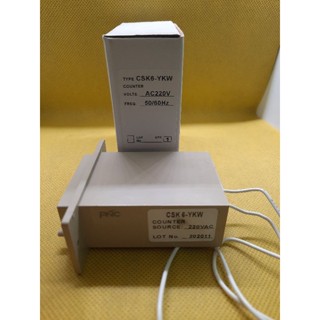 TYPE CSK6-YKW
COUNTER
VOLTS AC220V
FREQ 50/60Hz
CSK6-YKW
COUNTER
SOURCE: 220VAC
LOT No